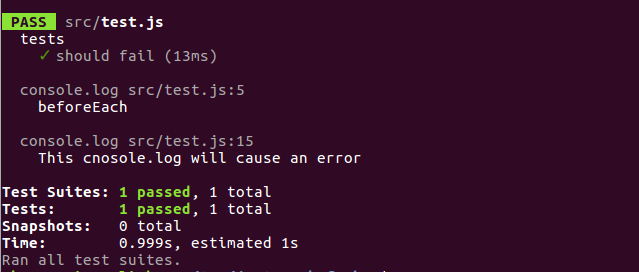 PASS src/test.js
tests
✓ should fail (13ms)
console.log src/test.js:5
beforeEach
console.log src/test.js:15
This cnosole.log will cause an error
Test Suites: 1 passed, 1 total
Tests: 1 passed, 1 total
Snapshots: 0 total
Time: 0.999s, estimated 1s
Ran all test suites.